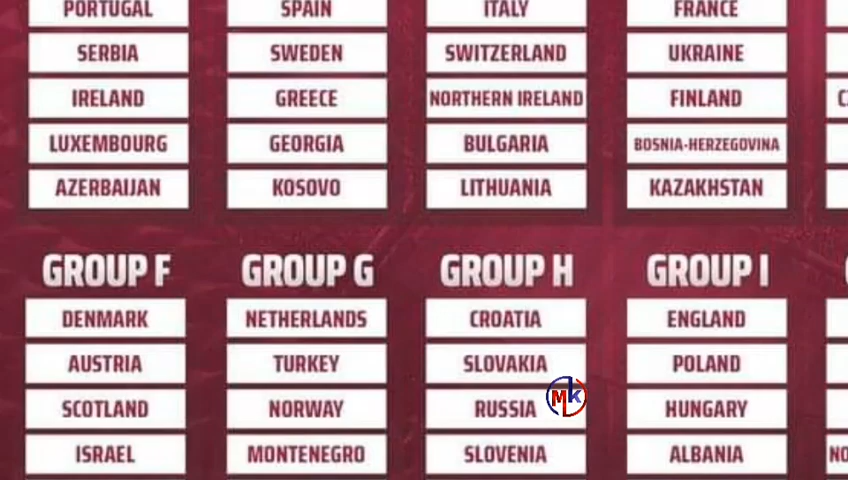 PORTUGAL
SERBIA
IRELAND
LUXEMBOURG
AZERBAIJAN
SPAIN
SWEDEN
GREECE
GEORGIA
KOSOVO
ITALY
SWITZERLAND
NORTHERN IRELAND
BULGARIA
LITHUANIA
FRANCE
UKRAINE
FINLAND
BOSNIA-HERZEGOVINA
KAZAKHSTAN
GROUP F
DENMARK
AUSTRIA
SCOTLAND
ISRAEL
GROUP G
NETHERLANDS
TURKEY
NORWAY
MONTENEGRO
GROUP H
CROATIA
SLOVAKIA
RUSSIA
MK
SLOVENIA
GROUP I
ENGLAND
POLAND
HUNGARY
ALBANIA